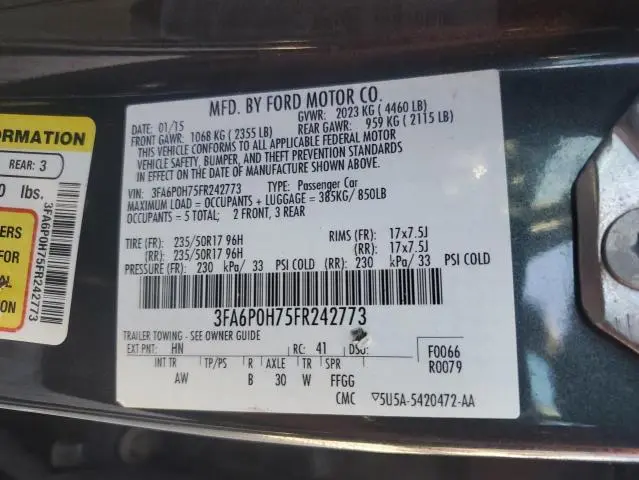 ORMATION
REAR: 3
0 lbs.
ERS
FOR
3FA6P0H75FR242773
MFD. BY FORD MOTOR CO.
DATE: 01/15 GVWR: 2023 KG ( 4460 LB)
FRONT GAWR: 1068 KG ( 2355 LB) REAR GAWR: 959 KG ( 2115 LB)
THIS VEHICLE CONFORMS TO ALL APPLICABLE FEDERAL MOTOR
VEHICLE SAFETY, BUMPER, AND THEFT PREVENTION STANDARDS
IN EFFECT ON THE DATE OF MANUFACTURE SHOWN ABOVE.
VIN: 3FA6P0H75FR242773 TYPE: Passenger Car
MAXIMUM LOAD = OCCUPANTS + LUGGAGE = 385KG/ 850LB
OCCUPANTS = 5 TOTAL; 2 FRONT, 3 REAR
TIRE (FR): 235/50R17 96H RIMS (FR): 17x7.5J
(RR): 235/50R17 96H (RR): 17x7.5J
PRESSURE (FR): 230 kPa/ 33 PSI COLD (RR): 230 kPa/ 33 PSI COLD
3FA6P0H75FR242773
TRAILER TOWING - SEE OWNER GUIDE
EXT PNT: HN RC: 41 DSO: F0066
INT TR TP/PS R AXLE TR SPR R0079
AW B 30 W FFGG
CMC ▽5U5A-5420472-AA